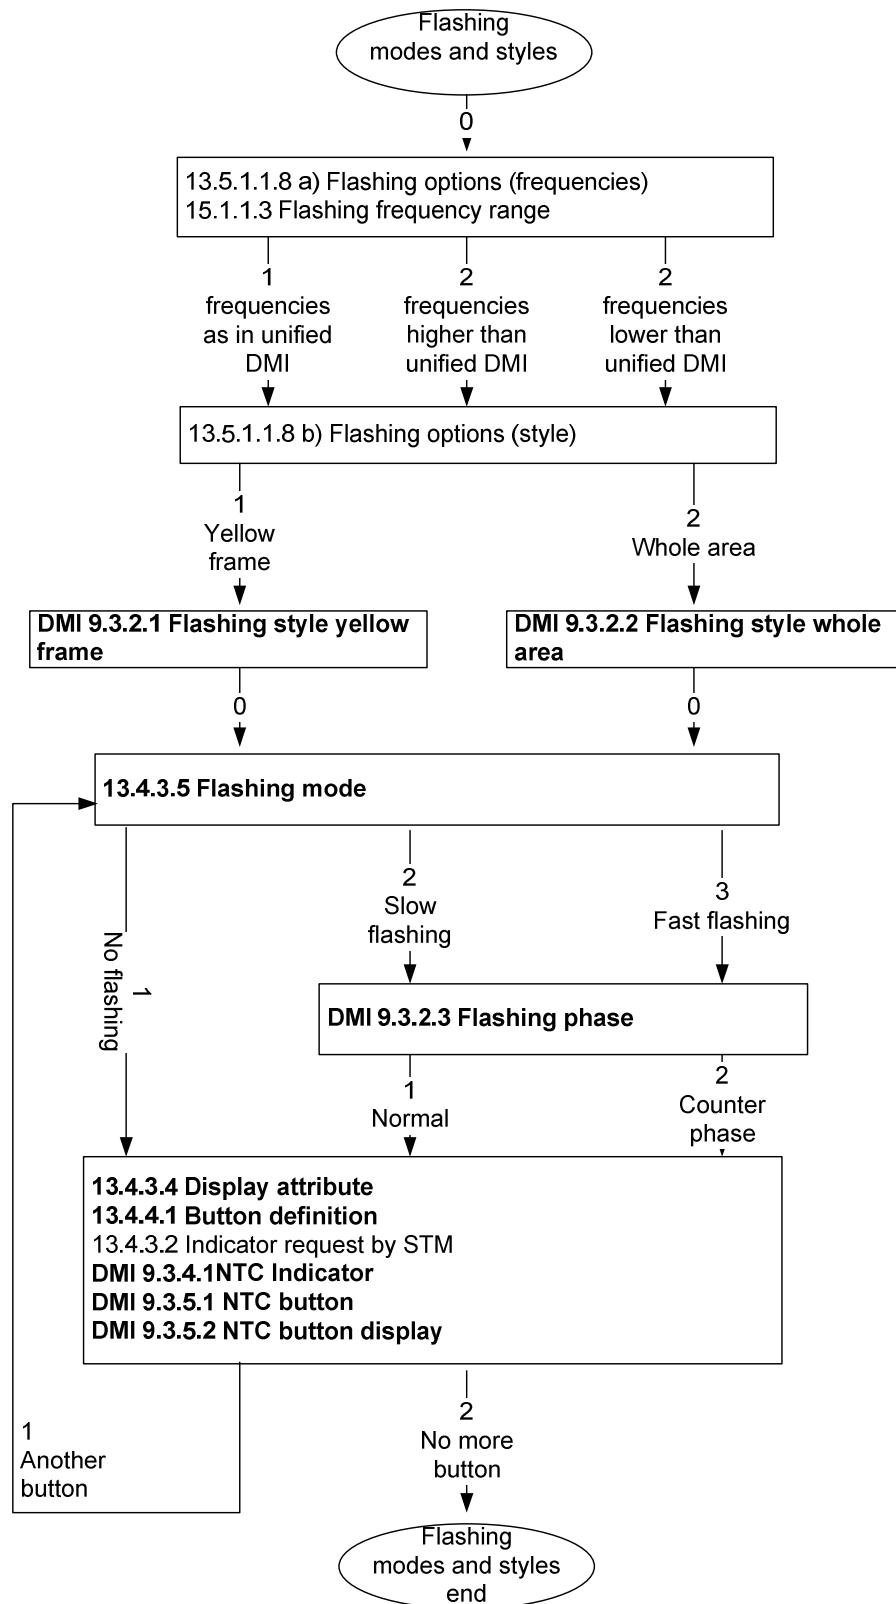 Flashing
modes and styles
0
13.5.1.1.8 a) Flashing options (frequencies)
15.1.1.3 Flashing frequency range
1
frequencies
as in unified
DMI
2
frequencies
higher than
unified DMI
2
frequencies
lower than
unified DMI
13.5.1.1.8 b) Flashing options (style)
1
Yellow
frame
2
Whole area
DMI 9.3.2.1 Flashing style yellow
frame
DMI 9.3.2.2 Flashing style whole
area
0
0
13.4.3.5 Flashing mode
1
No flashing
2
Slow
flashing
3
Fast flashing
DMI 9.3.2.3 Flashing phase
1
Normal
2
Counter
phase
13.4.3.4 Display attribute
13.4.4.1 Button definition
13.4.3.2 Indicator request by STM
DMI 9.3.4.1NTC Indicator
DMI 9.3.5.1 NTC button
DMI 9.3.5.2 NTC button display
1
Another
button
2
No more
button
Flashing
modes and styles
end